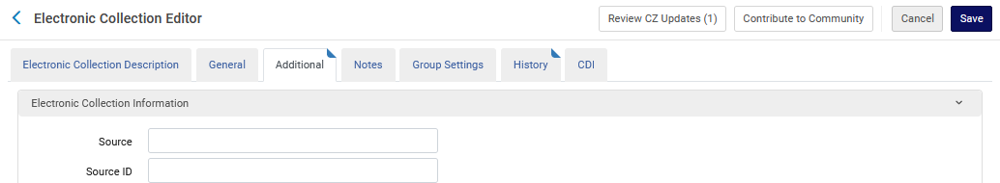 Electronic Collection Editor
Review CZ Updates (1) Contribute to Community Cancel Save
Electronic Collection Description General Additional Notes Group Settings History CDI
Electronic Collection Information
Source
Source ID